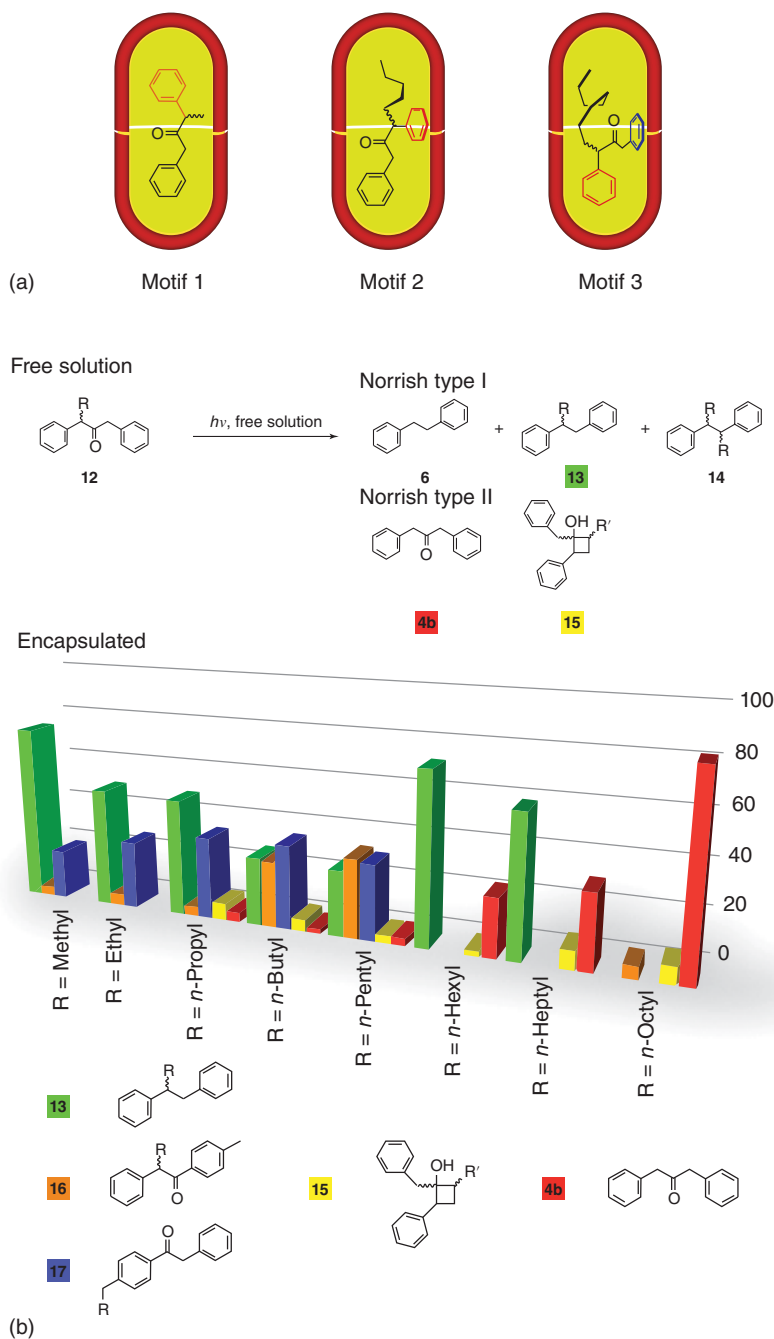 O
O
O
(a)
Motif 1
Motif 2
Motif 3
Free solution
Norrish type I
R
O
12
hν, free solution
6
+
R
13
+
R
R
14
Norrish type II
O
4b
OH
R′
15
Encapsulated
100
80
60
40
20
0
R = Methyl
R = Ethyl
R = n-Propyl
R = n-Butyl
R = n-Pentyl
R = n-Hexyl
R = n-Heptyl
R = n-Octyl
13
R
16
R
O
15
OH
R′
4b
O
17
O
R
(b)